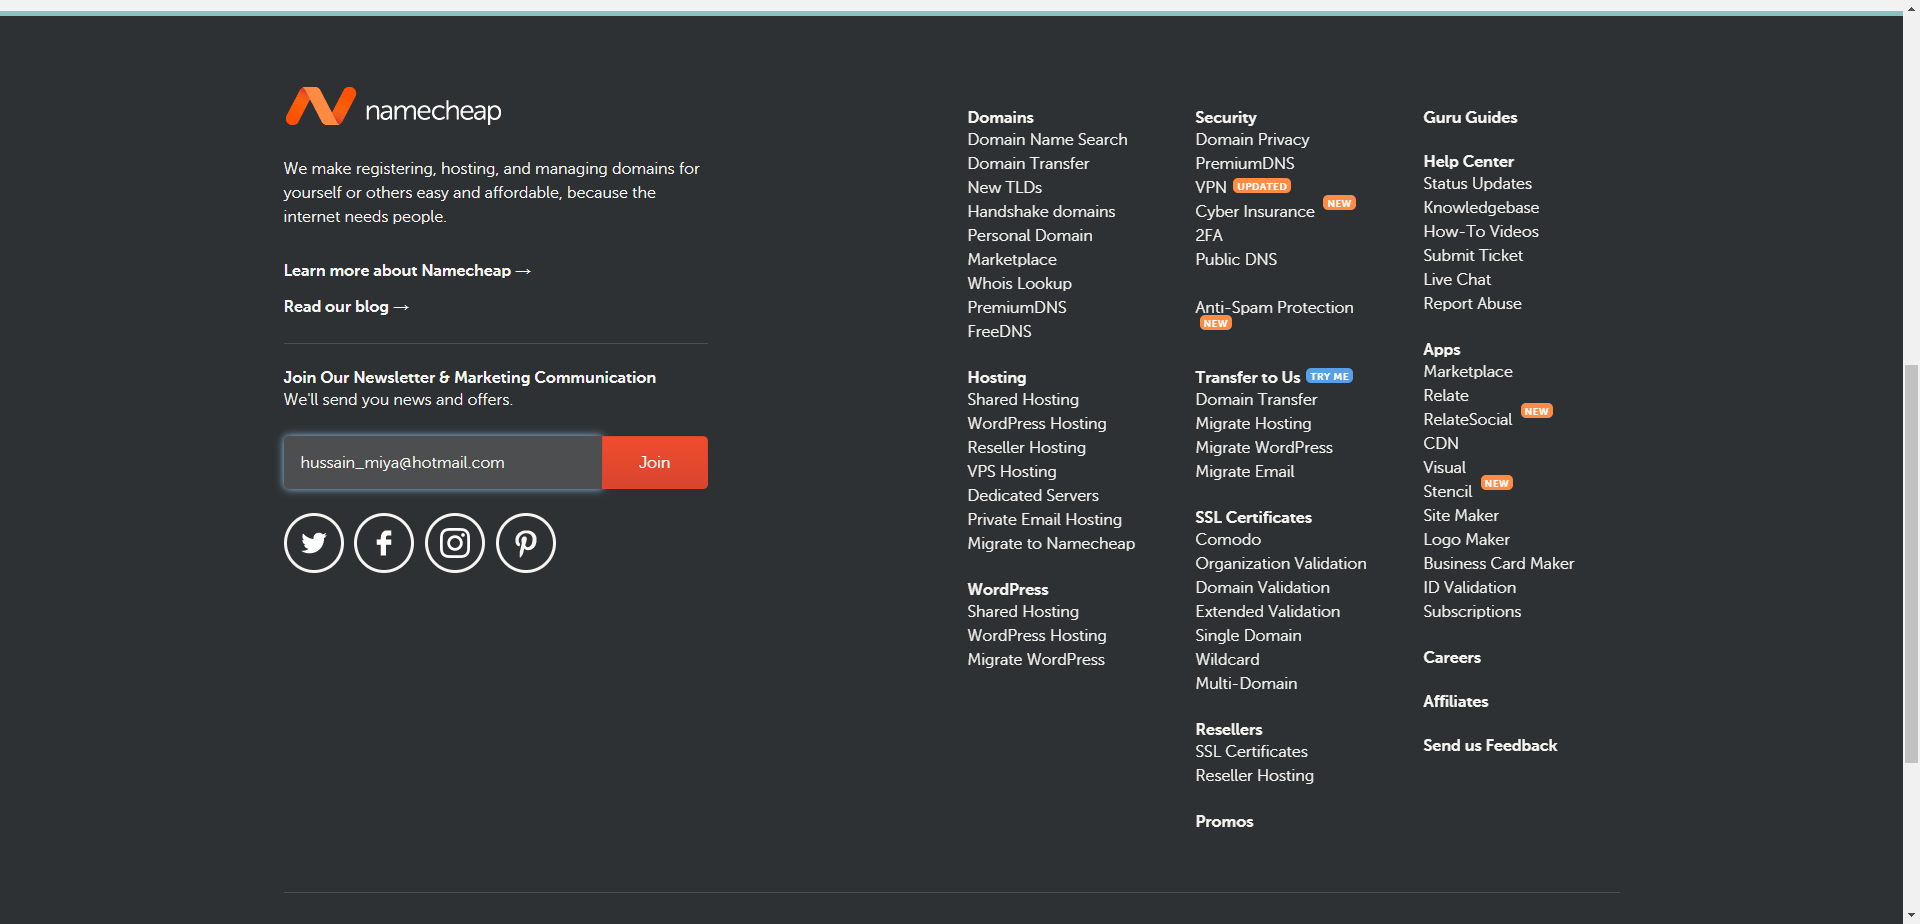 namecheap
We make registering, hosting, and managing domains for
yourself or others easy and affordable, because the
internet needs people.
Learn more about Namecheap →
Read our blog →
Join Our Newsletter & Marketing Communication
We'll send you news and offers.
hussain_miya@hotmail.com
Join
Domains
Domain Name Search
Domain Transfer
New TLDs
Handshake domains
Personal Domain
Marketplace
Whois Lookup
PremiumDNS
FreeDNS
Hosting
Shared Hosting
WordPress Hosting
Reseller Hosting
VPS Hosting
Dedicated Servers
Private Email Hosting
Migrate to Namecheap
WordPress
Shared Hosting
WordPress Hosting
Migrate WordPress
Security
Domain Privacy
PremiumDNS
VPN UPDATED
Cyber Insurance NEW
2FA
Public DNS
Anti-Spam Protection
NEW
Transfer to Us TRY ME
Domain Transfer
Migrate Hosting
Migrate WordPress
Migrate Email
SSL Certificates
Comodo
Organization Validation
Domain Validation
Extended Validation
Single Domain
Wildcard
Multi-Domain
Resellers
SSL Certificates
Reseller Hosting
Promos
Guru Guides
Help Center
Status Updates
Knowledgebase
How-To Videos
Submit Ticket
Live Chat
Report Abuse
Apps
Marketplace
Relate
RelateSocial NEW
CDN
Visual
Stencil NEW
Site Maker
Logo Maker
Business Card Maker
ID Validation
Subscriptions
Careers
Affiliates
Send us Feedback